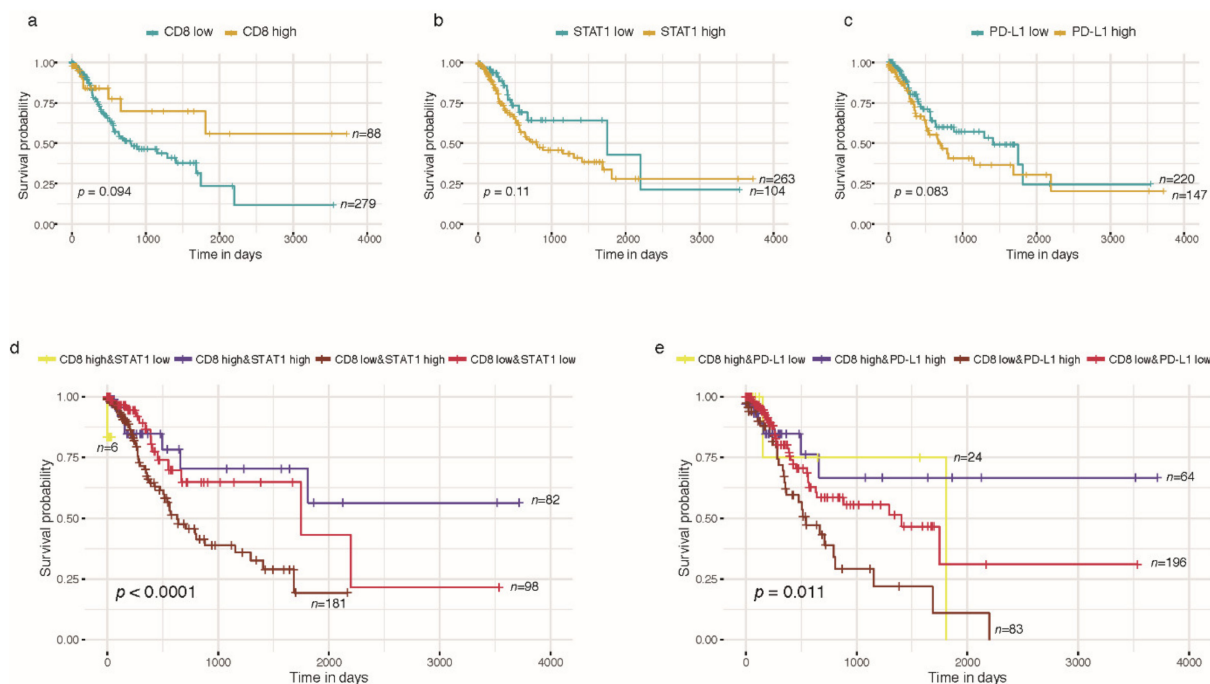 a
CD8 low CD8 high
Survival probability
1.00
0.75
0.50
0.25
0.00
p = 0.094
n=88
n=279
0 1000 2000 3000 4000
Time in days
b
STAT1 low STAT1 high
Survival probability
1.00
0.75
0.50
0.25
0.00
p = 0.11
n=263
n=104
0 1000 2000 3000 4000
Time in days
c
PD-L1 low PD-L1 high
Survival probability
1.00
0.75
0.50
0.25
0.00
p = 0.083
n=220
n=147
0 1000 2000 3000 4000
Time in days
d
CD8 high&STAT1 low CD8 high&STAT1 high CD8 low&STAT1 high CD8 low&STAT1 low
Survival probability
1.00
0.75
0.50
0.25
0.00
n=6
n=82
p < 0.0001
n=98
n=181
0 1000 2000 3000 4000
Time in days
e
CD8 high&PD-L1 low CD8 high&PD-L1 high CD8 low&PD-L1 high CD8 low&PD-L1 low
Survival probability
1.00
0.75
0.50
0.25
0.00
n=24
n=64
n=196
p = 0.011
n=83
0 1000 2000 3000 4000
Time in days